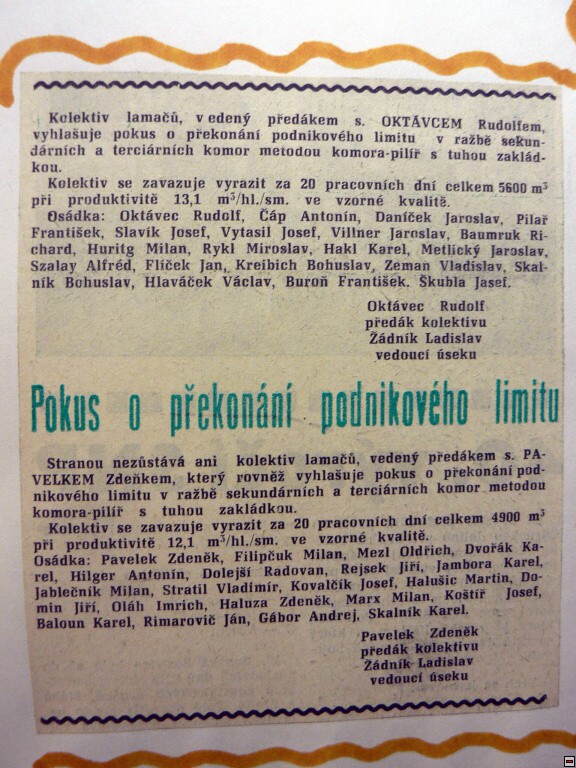 Kolektiv lamačů, vedený předákem s. OKTÁVCEM Rudolfem,
vyhlašuje pokus o překonání podnikového limitu v ražbě sekun-
dárních a terciárních komor metodou komora-pilíř s tuhou zaklád-
kou.
Kolektiv se zavazuje vyrazit za 20 pracovních dní celkem 5600 m³
při produktivitě 13,1 m³/hl./sm. ve vzorné kvalitě.
Osádka: Oktávec Rudolf, Čáp Antonín, Daníček Jaroslav, Pilař
František, Slavík Josef, Vytasil Josef, Villner Jaroslav, Baumruk Ri-
chard, Huritg Milan, Rykl Miroslav, Hakl Karel, Metlický Jaroslav,
Szalay Alfréd, Flíček Jan, Kreibich Bohuslav, Zeman Vladislav, Skal-
ník Bohuslav, Hlaváček Václav, Buroň František. Škubla Jasef.
Oktávec Rudolf
předák kolektivu
Žádník Ladislav
vedoucí úseku
Pokus o překonání podnikového limitu
Stranou nezůstává ani kolektiv lamačů, vedený předákem s. PA-
VELKEM Zdeňkem, který rovněž vyhlašuje pokus o překonání pod-
nikového limitu v ražbě sekundárních a terciárních komor metodou
komora-pilíř s tuhou zakládkou.
Kolektiv se zavazuje vyrazit za 20 pracovních dní celkem 4900 m³
při produktivitě 12,1 m³/hl./sm. ve vzorné kvalitě.
Osádka: Pavelek Zdeněk, Filipčuk Milan, Mezl Oldřich, Dvořák Ka-
rel, Hilger Antonín, Dolejší Radovan, Rejsek Jiří, Jambora Karel,
Jablečník Milan, Stratil Vladimír, Kovalčík Josef, Halušic Martin, Do-
min Jiří, Oláh Imrich, Haluza Zdeněk, Marx Milan, Koštíř Josef,
Baloun Karel, Rimarovič Ján, Gábor Andrej, Skalník Karel.
Pavelek Zdeněk
předák kolektivu
Žádník Ladislav
vedoucí úseku